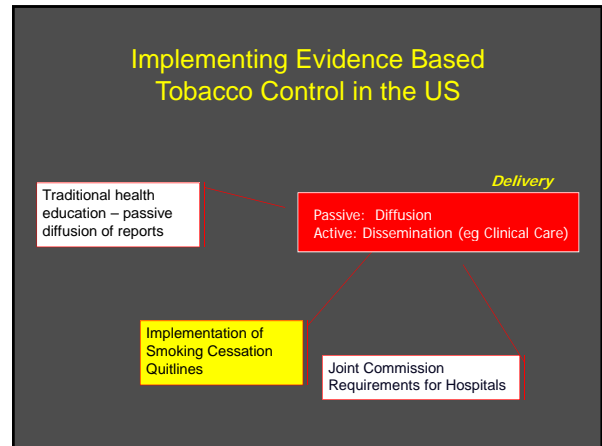 Implementing Evidence Based
Tobacco Control in the US
Delivery
Traditional health
education – passive
diffusion of reports
Passive: Diffusion
Active: Dissemination (eg Clinical Care)
Implementation of
Smoking Cessation
Quitlines
Joint Commission
Requirements for Hospitals